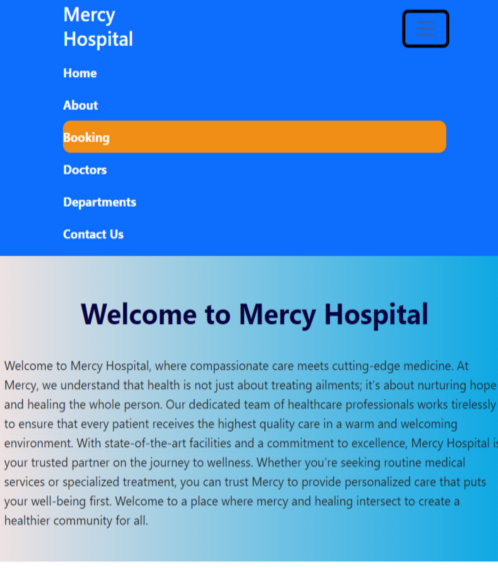 Mercy
Hospital
Home
About
Booking
Doctors
Departments
Contact Us
Welcome to Mercy Hospital
Welcome to Mercy Hospital, where compassionate care meets cutting-edge medicine. At
Mercy, we understand that health is not just about treating ailments; it's about nurturing hope
and healing the whole person. Our dedicated team of healthcare professionals works tirelessly
to ensure that every patient receives the highest quality care in a warm and welcoming
environment. With state-of-the-art facilities and a commitment to excellence, Mercy Hospital is
your trusted partner on the journey to wellness. Whether you're seeking routine medical
services or specialized treatment, you can trust Mercy to provide personalized care that puts
your well-being first. Welcome to a place where mercy and healing intersect to create a
healthier community for all.